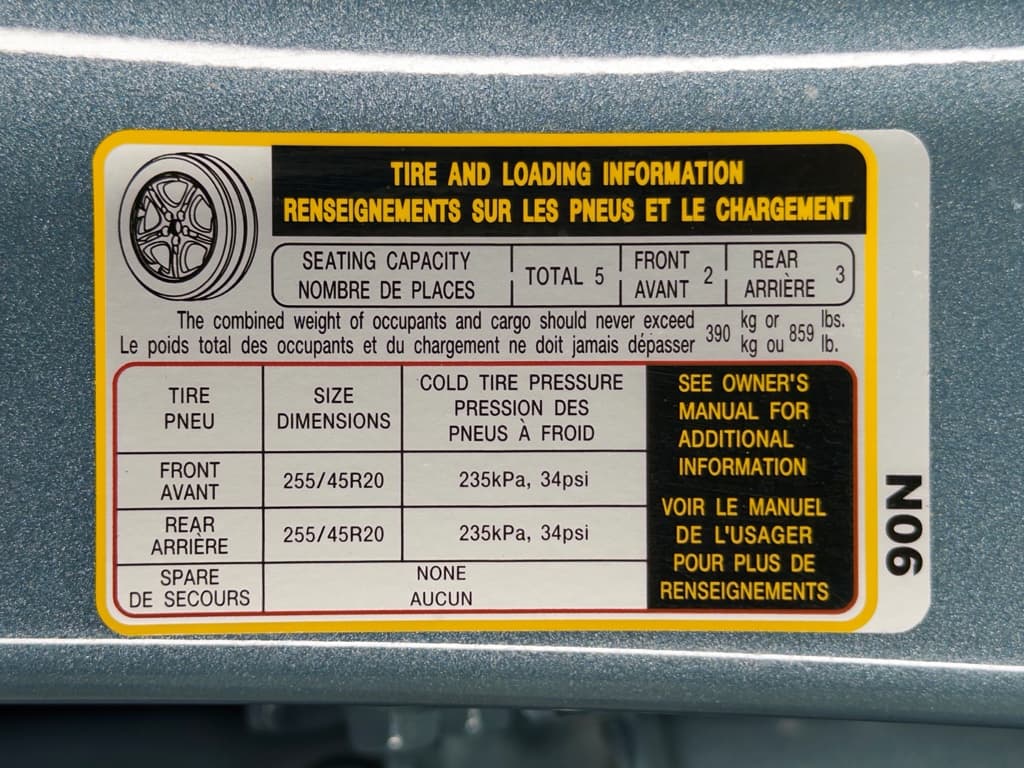 TIRE AND LOADING INFORMATION
RENSEIGNEMENTS SUR LES PNEUS ET LE CHARGEMENT
SEATING CAPACITY
NOMBRE DE PLACES
TOTAL 5
FRONT
AVANT 2
REAR
ARRIÈRE 3
The combined weight of occupants and cargo should never exceed 390 kg or 859 lbs.
Le poids total des occupants et du chargement ne doit jamais dépasser kg ou lb.
TIRE
PNEU
SIZE
DIMENSIONS
COLD TIRE PRESSURE
PRESSION DES
PNEUS À FROID
FRONT
AVANT
255/45R20
235kPa, 34psi
REAR
ARRIÈRE
255/45R20
235kPa, 34psi
SPARE
DE SECOURS
NONE
AUCUN
SEE OWNER'S
MANUAL FOR
ADDITIONAL
INFORMATION
VOIR LE MANUEL
DE L'USAGER
POUR PLUS DE
RENSEIGNEMENTS
N06